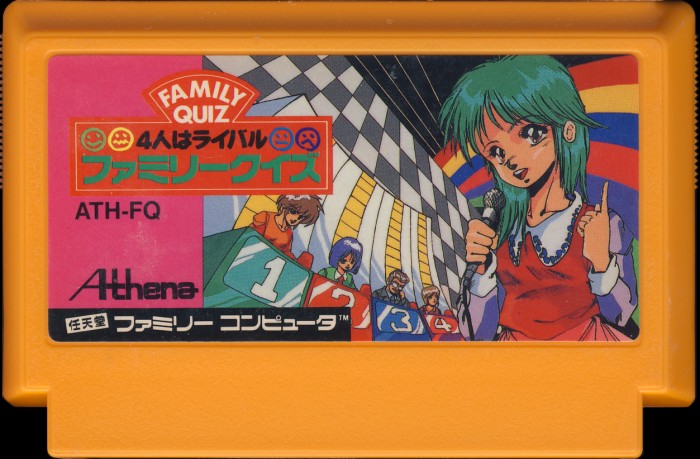 FAMILY
QUIZ
4人はライバル
ファミリークイズ
ATH-FQ
Athena
1
2
3
4
任天堂 ファミリー コンピュータ™